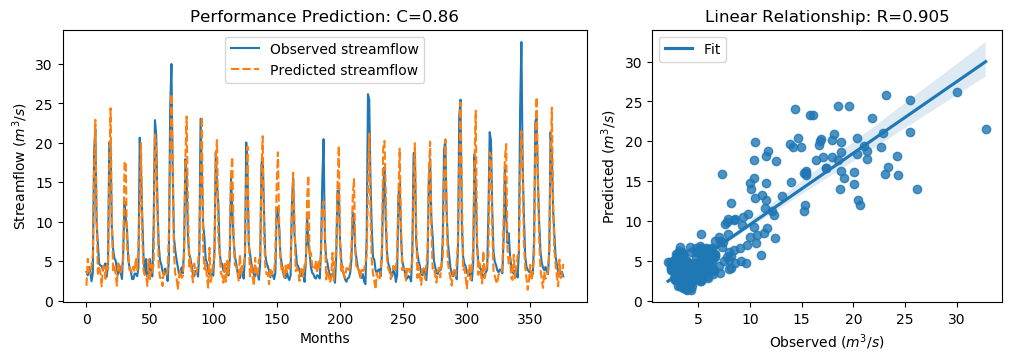 Performance Prediction: C=0.86
Streamflow (m³/s)
30
25
20
15
10
5
0
Observed streamflow
Predicted streamflow
0 50 100 150 200 250 300 350
Months
Linear Relationship: R=0.905
Predicted (m³/s)
30
25
20
15
10
5
0
Fit
5 10 15 20 25 30
Observed (m³/s)